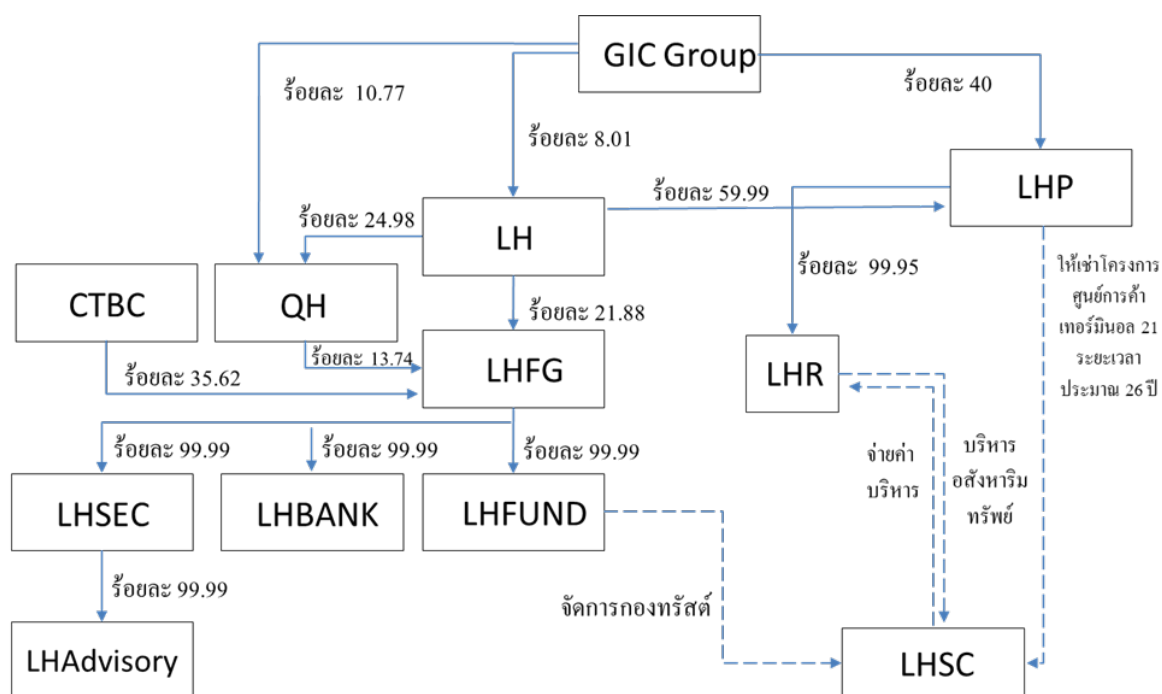 GIC Group
ร้อยละ 10.77
ร้อยละ 40
ร้อยละ 8.01
LHP
ร้อยละ 59.99
LH
ร้อยละ 24.98
ร้อยละ 99.95
ให้เช่าโครงการ
ศูนย์การค้า
เทอร์มินอล 21
ระยะเวลา
ประมาณ 26 ปี
CTBC
QH
ร้อยละ 21.88
ร้อยละ 13.74
LHFG
ร้อยละ 35.62
LHR
ร้อยละ 99.99
ร้อยละ 99.99
ร้อยละ 99.99
จ่ายค่า
บริหาร
บริหาร
อสังหาริม
ทรัพย์
LHSEC
LHBANK
LHFUND
ร้อยละ 99.99
จัดการกองทรัสต์
LHAdvisory
LHSC